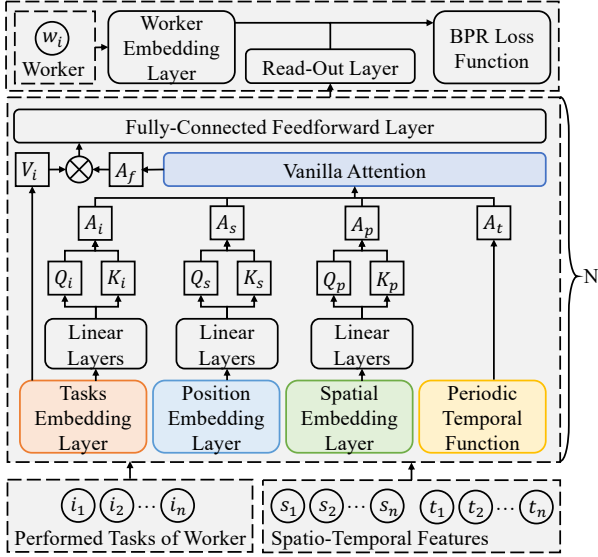 w_i
Worker
Worker
Embedding
Layer
Read-Out Layer
BPR Loss
Function
Fully-Connected Feedforward Layer
V_i
A_f
Vanilla Attention
A_i
A_s
A_p
A_t
Q_i
K_i
Q_s
K_s
Q_p
K_p
N
Linear
Layers
Linear
Layers
Linear
Layers
Tasks
Embedding
Layer
Position
Embedding
Layer
Spatial
Embedding
Layer
Periodic
Temporal
Function
i_1 i_2 ⋯ i_n
Performed Tasks of Worker
s_1 s_2 ⋯ s_n t_1 t_2 ⋯ t_n
Spatio-Temporal Features